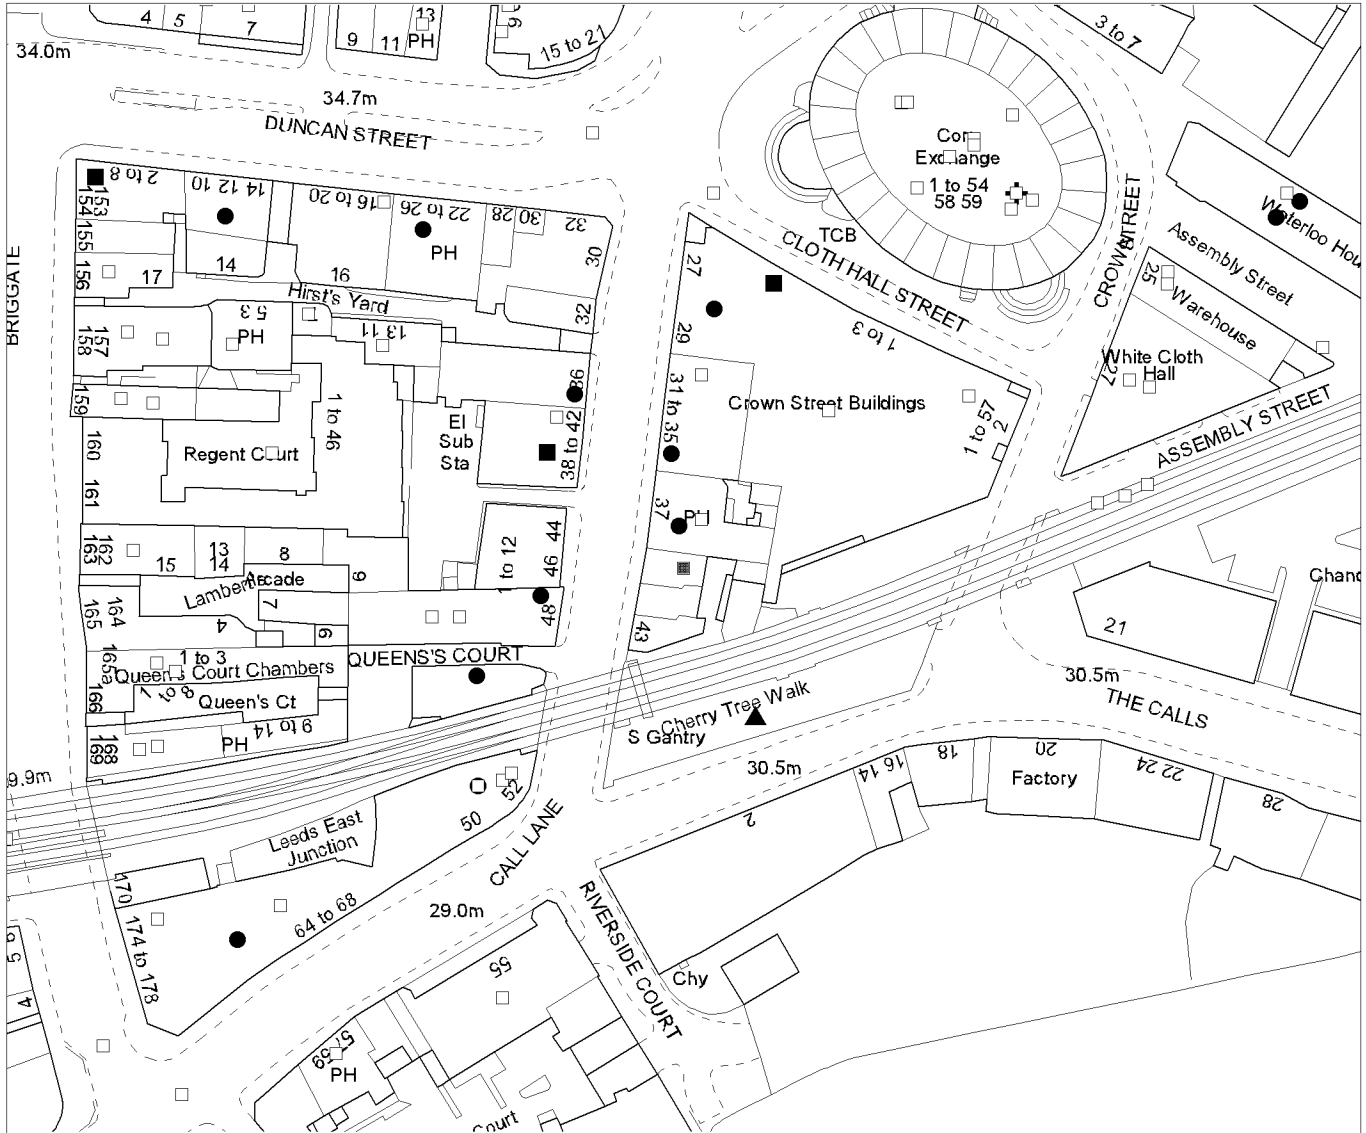 4
5
7
9
11
13
PH
9
15 to 21
3 to 7
34.0m
34.7m
DUNCAN STREET
2 to 8
14 12 10
16 to 20
22 to 26
28
30
32
PH
153
154
155
156
17
14
16
30
32
Hirst's Yard
5 3
PH
1
13 11
157
158
159
BRIGGATE
160
161
Regent Court
1 to 46
El
Sub
Sta
36
38 to 42
162
163
15
13
14
8
9
1 to 12
44
46
48
Lambert's
Arcade
7
4
6
164
165
165a
166
1 to 3
Queen's Court Chambers
1 to 8
Queen's Ct
QUEENS'S COURT
168
169
PH
9 to 14
Corn
Exchange
1 to 54
58 59
TCB
CLOTH HALL STREET
CROWN STREET
Assembly Street
Waterloo Hou
25
Warehouse
White Cloth
Hall
27
ASSEMBLY STREET
27
29
31 to 35
1 to 3
Crown Street Buildings
1 to 57
2
37
PH
43
Chand
21
30.5m
THE CALLS
Cherry Tree Walk
S Gantry
30.5m
16 14
18
20
Factory
22 24
28
2
9.9m
Leeds East
Junction
50
52
CALL LANE
170
174 to 178
64 to 68
29.0m
RIVERSIDE COURT
Chy
55
57
59
PH
Court
5 6
4